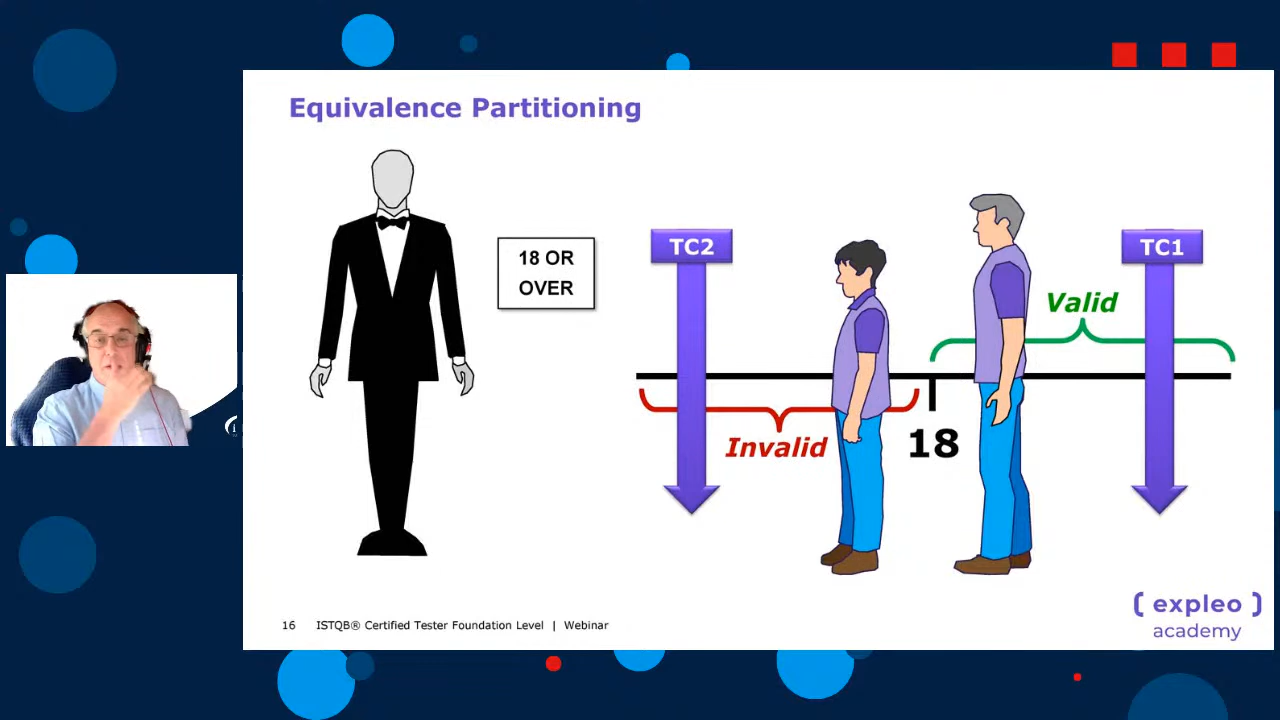 Equivalence Partitioning
18 OR
OVER
TC2
TC1
Valid
Invalid
18
16 ISTQB® Certified Tester Foundation Level | Webinar
( expleo )
academy